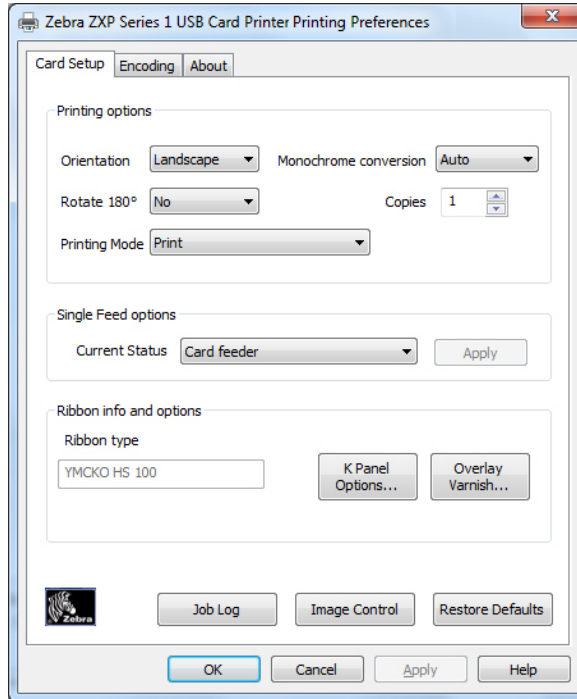 Zebra ZXP Series 1 USB Card Printer Printing Preferences
Card Setup Encoding About
Printing options
Orientation Landscape Monochrome conversion Auto
Rotate 180° No Copies 1
Printing Mode Print
Single Feed options
Current Status Card feeder Apply
Ribbon info and options
Ribbon type
YMCKO HS 100
K Panel
Options...
Overlay
Varnish...
Zebra
Job Log Image Control Restore Defaults
OK Cancel Apply Help